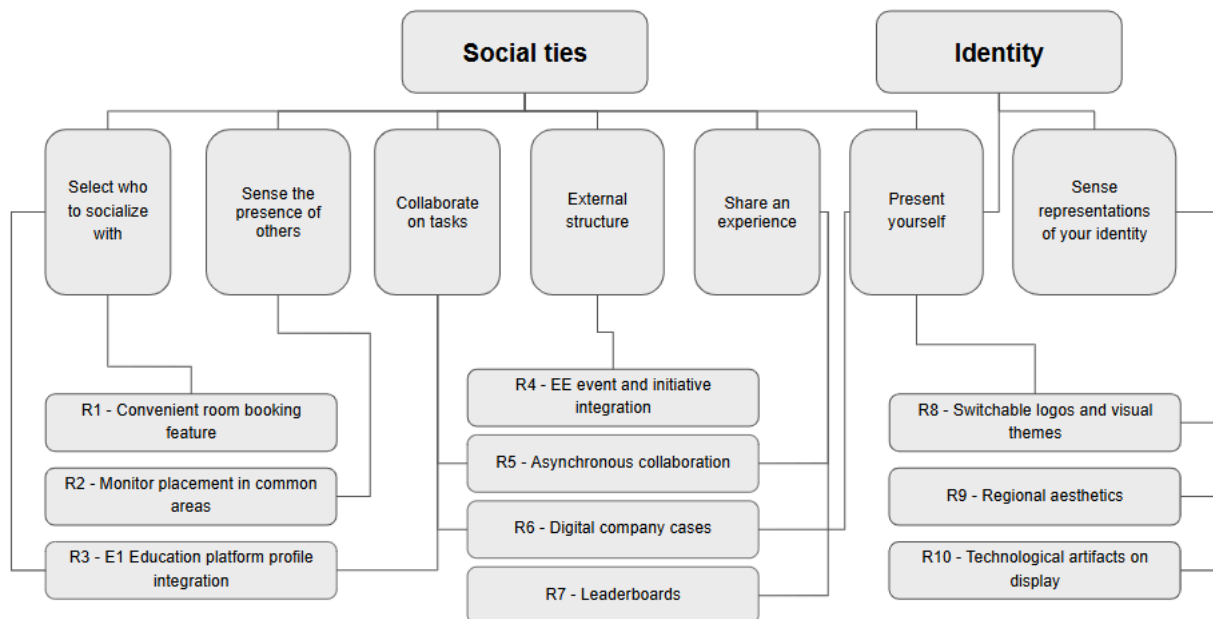 Social ties
Identity
Select who
to socialize
with
Sense the
presence of
others
Collaborate
on tasks
External
structure
Share an
experience
Present
yourself
Sense
representations
of your identity
R1 - Convenient room booking
feature
R2 - Monitor placement in common
areas
R3 - E1 Education platform profile
integration
R4 - EE event and initiative
integration
R5 - Asynchronous collaboration
R6 - Digital company cases
R7 - Leaderboards
R8 - Switchable logos and visual
themes
R9 - Regional aesthetics
R10 - Technological artifacts on
display